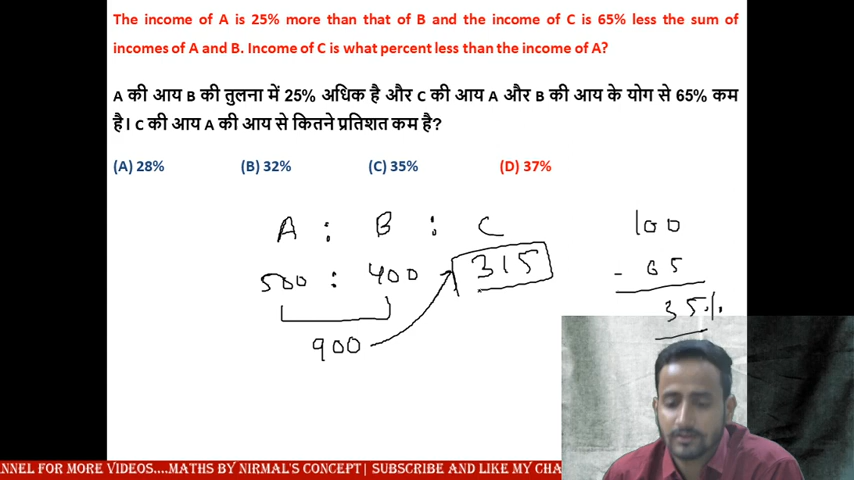 The income of A is 25% more than that of B and the income of C is 65% less the sum of
incomes of A and B. Income of C is what percent less than the income of A?
A की आय B की तुलना में 25% अधिक है और C की आय A और B की आय के योग से 65% कम
है। C की आय A की आय से कितने प्रतिशत कम है?
(A) 28% (B) 32% (C) 35% (D) 37%
A : B : C
500 : 400 315
900
100
- 65
35%
NNEL FOR MORE VIDEOS....MATHS BY NIRMAL'S CONCEPT| SUBSCRIBE AND LIKE MY CHA